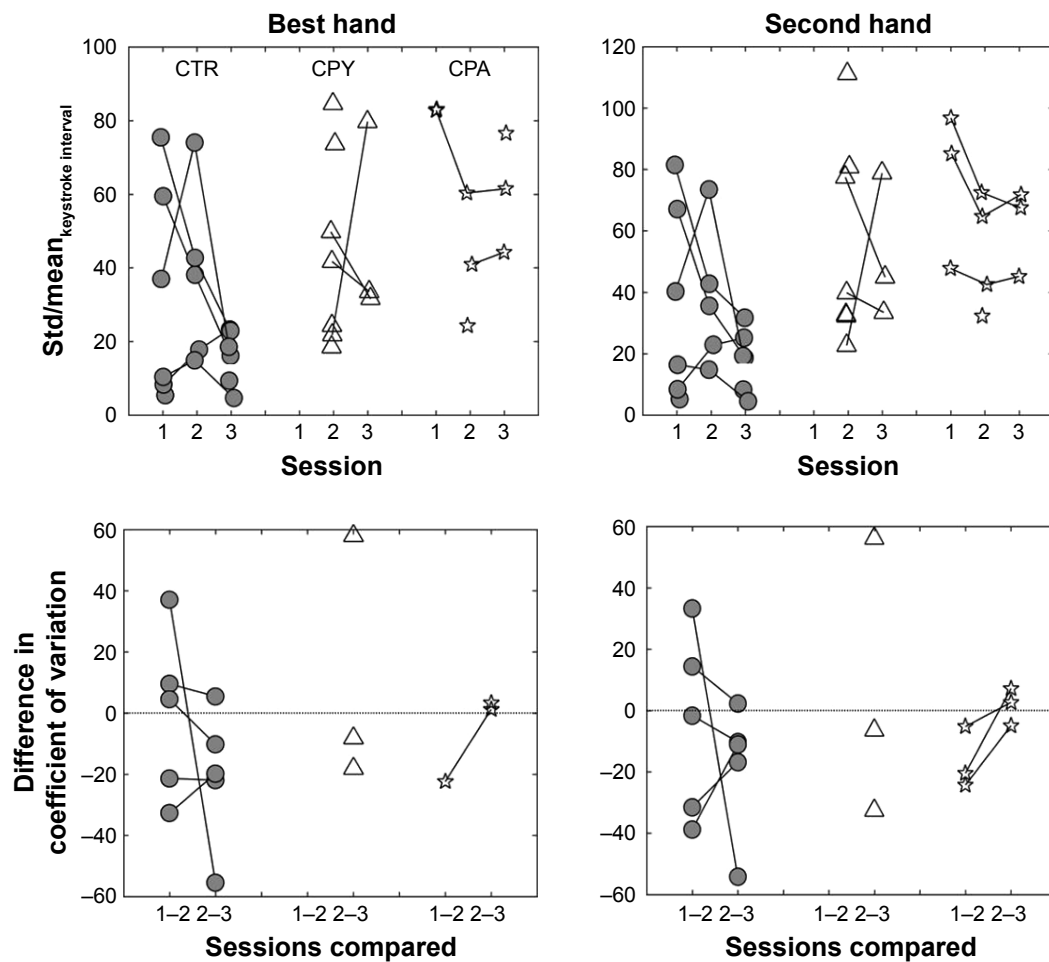 Best hand
Second hand
Std/mean keystroke interval
100
80
60
40
20
0
CTR
CPY
CPA
1 2 3 1 2 3 1 2 3
Session
120
100
80
60
40
20
0
1 2 3 1 2 3 1 2 3
Session
Difference in
coefficient of variation
60
40
20
0
–20
–40
–60
1–2 2–3 1–2 2–3 1–2 2–3
Sessions compared
60
40
20
0
–20
–40
–60
1–2 2–3 1–2 2–3 1–2 2–3
Sessions compared